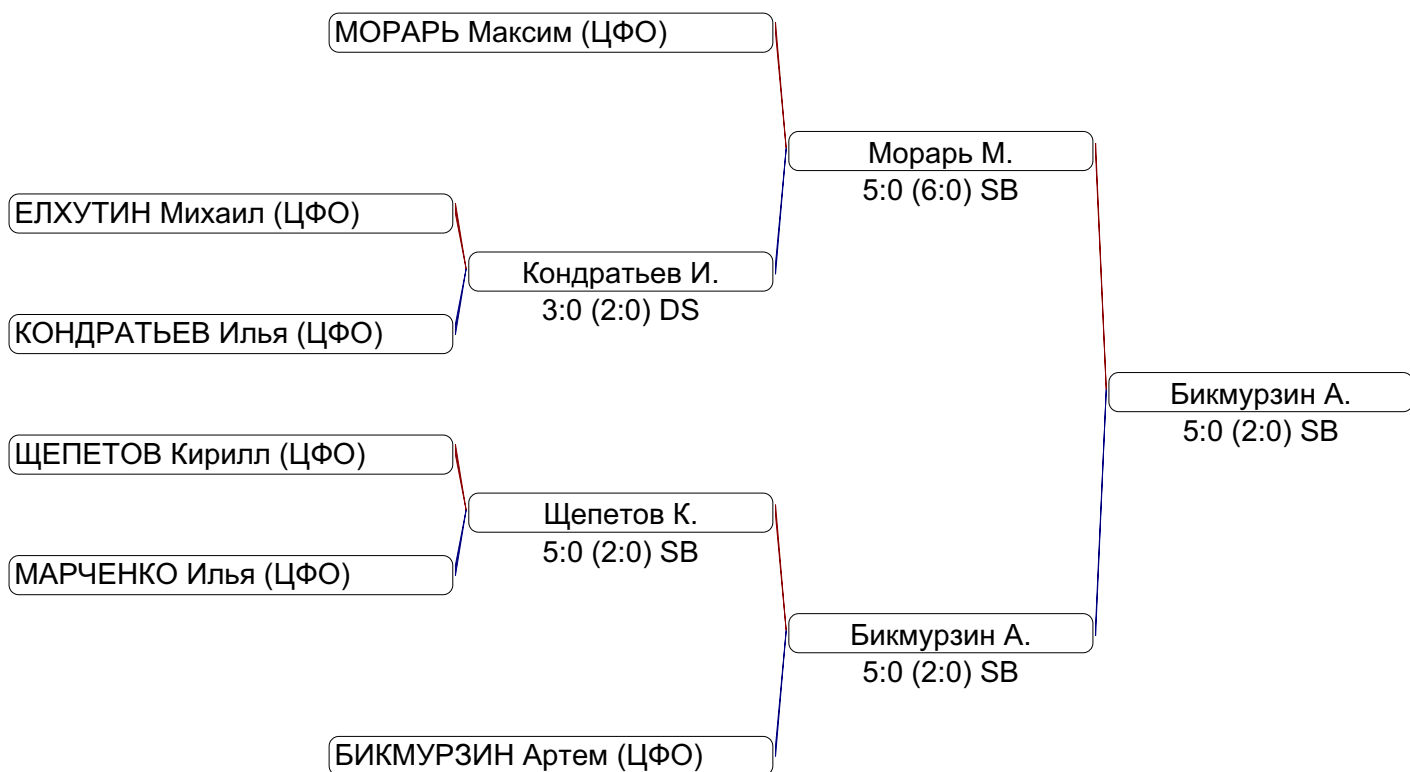 МОРАРЬ Максим (ЦФО)
Морарь М.
5:0 (6:0) SB
ЕЛХУТИН Михаил (ЦФО)
Кондратьев И.
3:0 (2:0) DS
КОНДРАТЬЕВ Илья (ЦФО)
Бикмурзин А.
5:0 (2:0) SB
ЩЕПЕТОВ Кирилл (ЦФО)
Щепетов К.
5:0 (2:0) SB
МАРЧЕНКО Илья (ЦФО)
Бикмурзин А.
5:0 (2:0) SB
БИКМУРЗИН Артем (ЦФО)